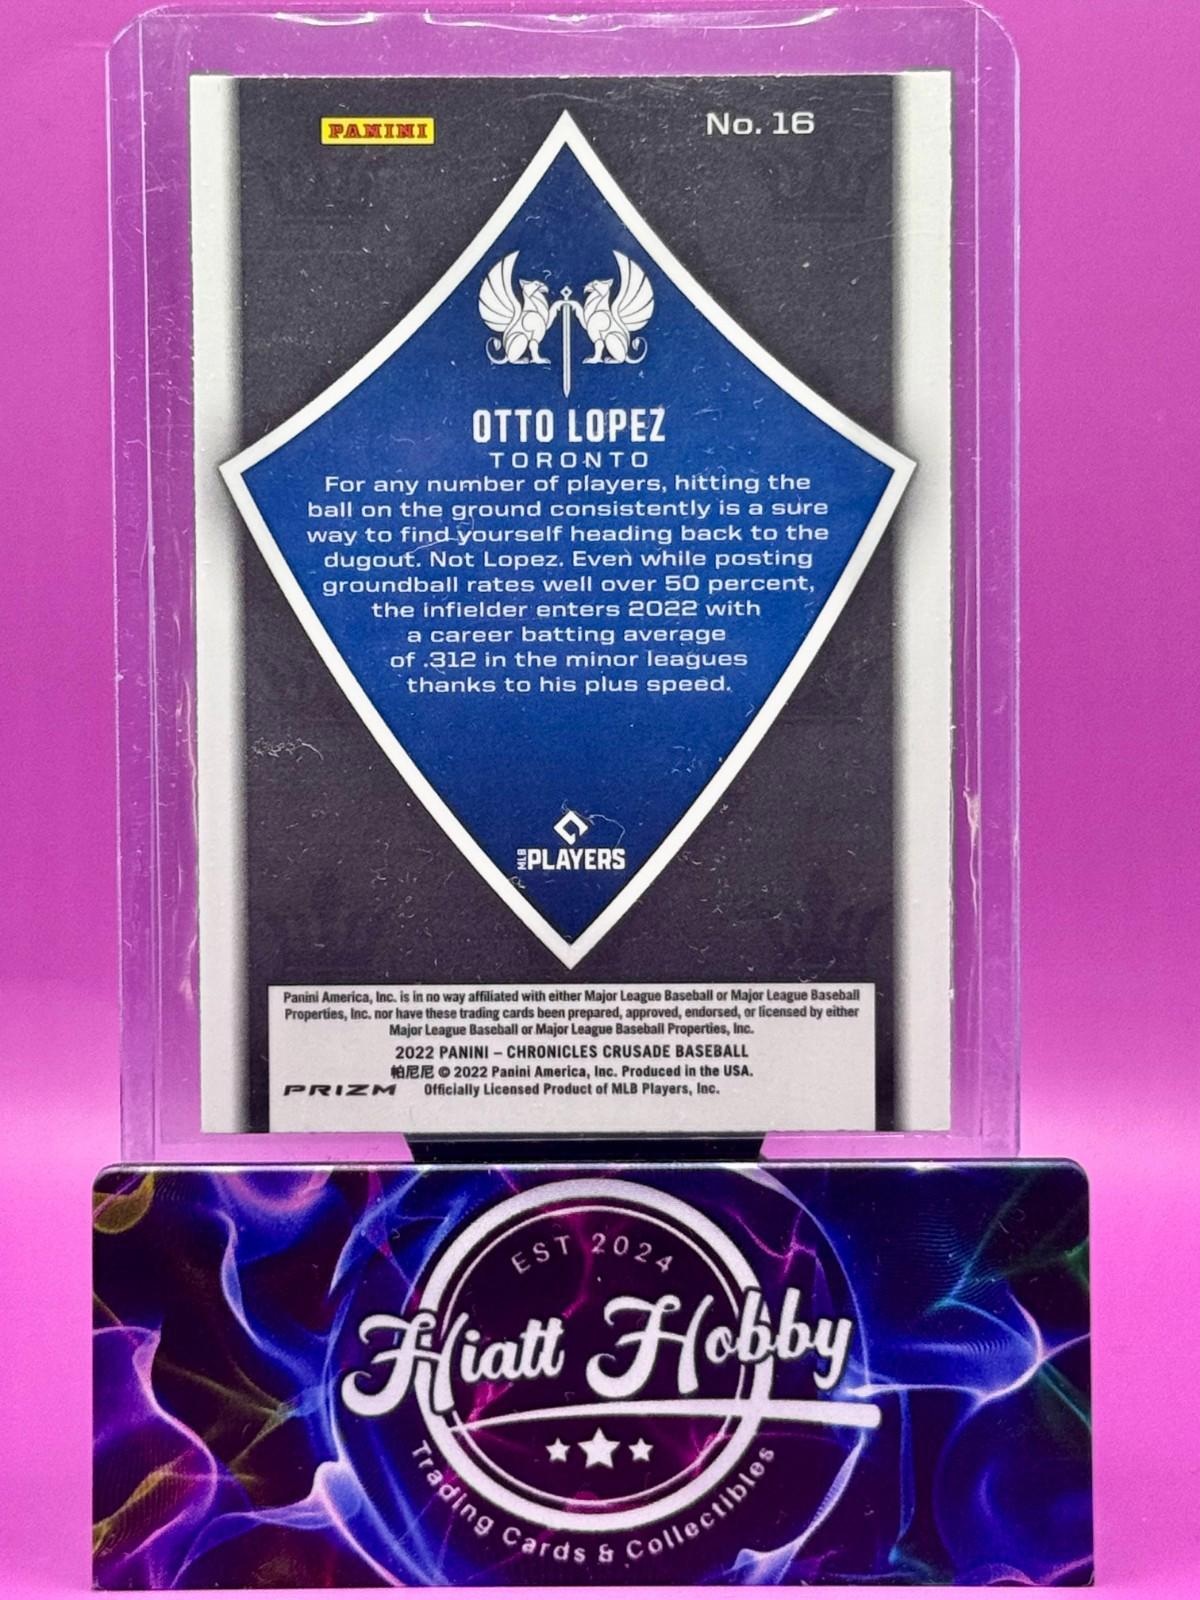 PANINI
No. 16
OTTO LOPEZ
TORONTO
For any number of players, hitting the
ball on the ground consistently is a sure
way to find yourself heading back to the
dugout. Not Lopez. Even while posting
groundball rates well over 50 percent,
the infielder enters 2022 with
a career batting average
of .312 in the minor leagues
thanks to his plus speed.
MLB PLAYERS
Panini America, Inc. is in no way affiliated with either Major League Baseball or Major League Baseball
Properties, Inc. nor have these trading cards been prepared, approved, endorsed, or licensed by either
Major League Baseball or Major League Baseball Properties, Inc.
2022 PANINI – CHRONICLES CRUSADE BASEBALL
帕尼尼 © 2022 Panini America, Inc. Produced in the USA.
PRIZM Officially Licensed Product of MLB Players, Inc.
EST 2024
Hiatt Hobby
Trading Cards & Collectibles